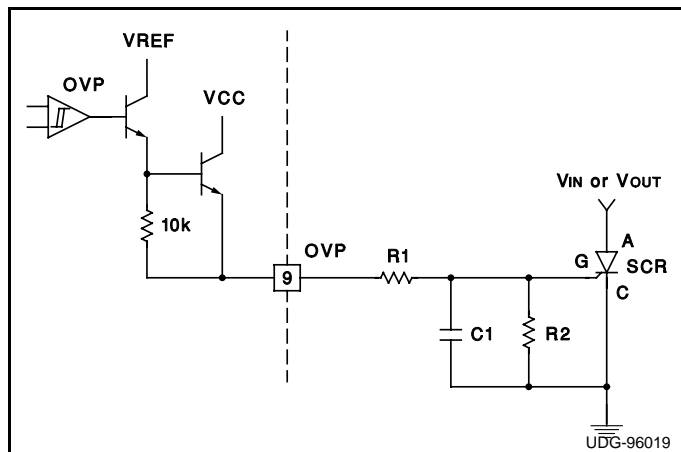 VREF
OVP
VCC
10k
9
OVP
R1
C1
R2
VIN or VOUT
A
G
SCR
C
UDG-96019